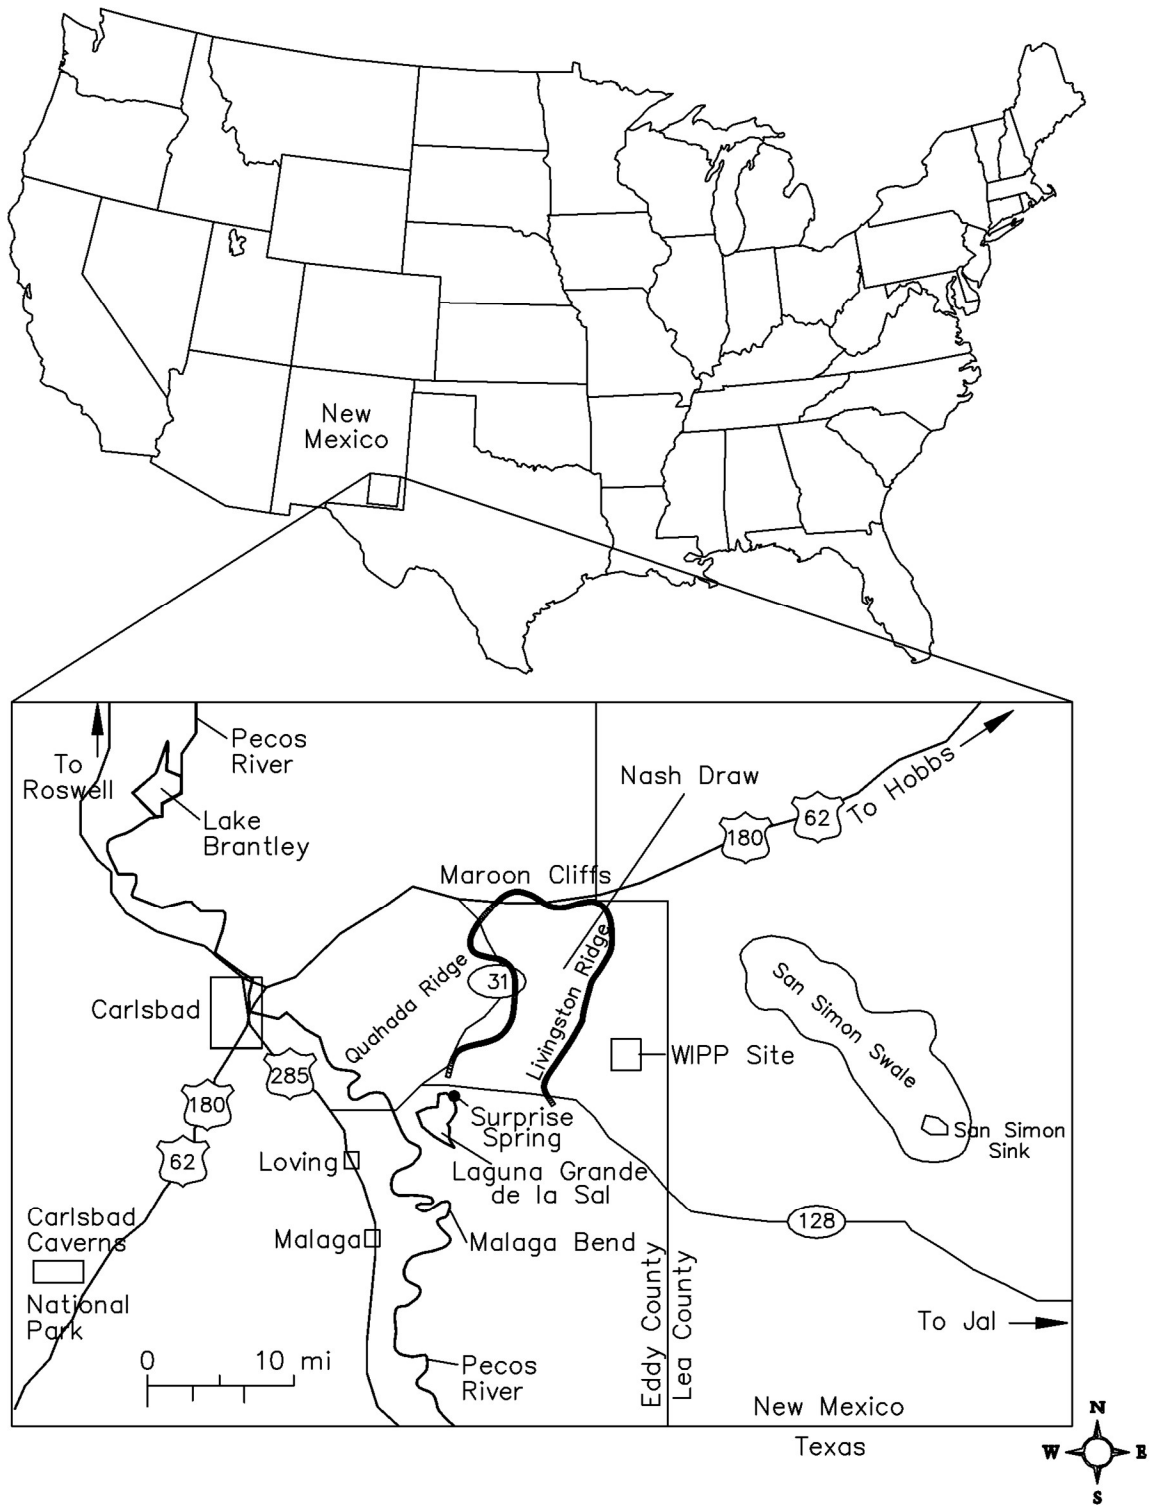 New
Mexico
Pecos
River
To
Roswell
Nash Draw
To Hobbs
62
180
Lake
Brantley
Maroon Cliffs
Quahada Ridge
31
Livingston Ridge
San Simon Swale
Carlsbad
WIPP Site
285
180
Surprise
Spring
San Simon
Sink
62
Loving
Laguna Grande
de la Sal
Carlsbad
Caverns
128
Malaga
Malaga Bend
National
Park
Eddy County
Lea County
To Jal
0 10 mi
Pecos
River
New Mexico
Texas
N
W E
S